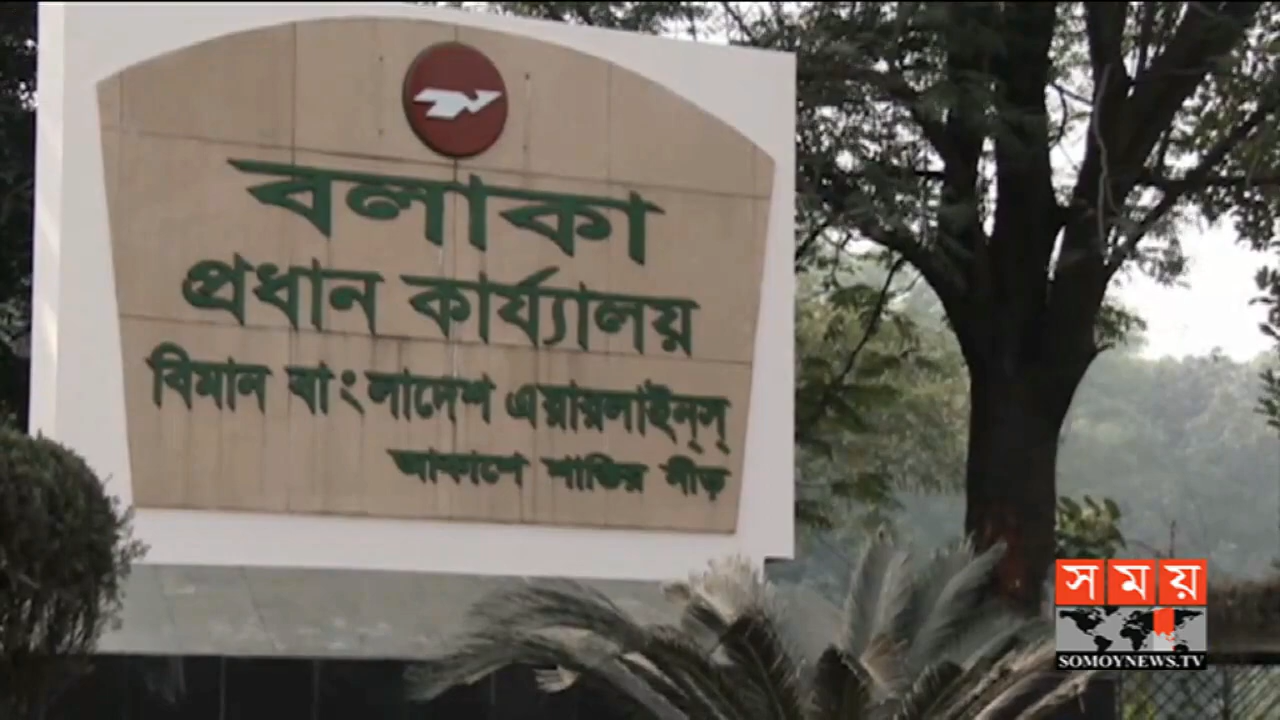 বলাকা
প্রধান কার্য্যালয়
বিমান বাংলাদেশ এয়ারলাইন্‌স্
আকাশে শান্তির নীড়
সময়
SOMOYNEWS.TV